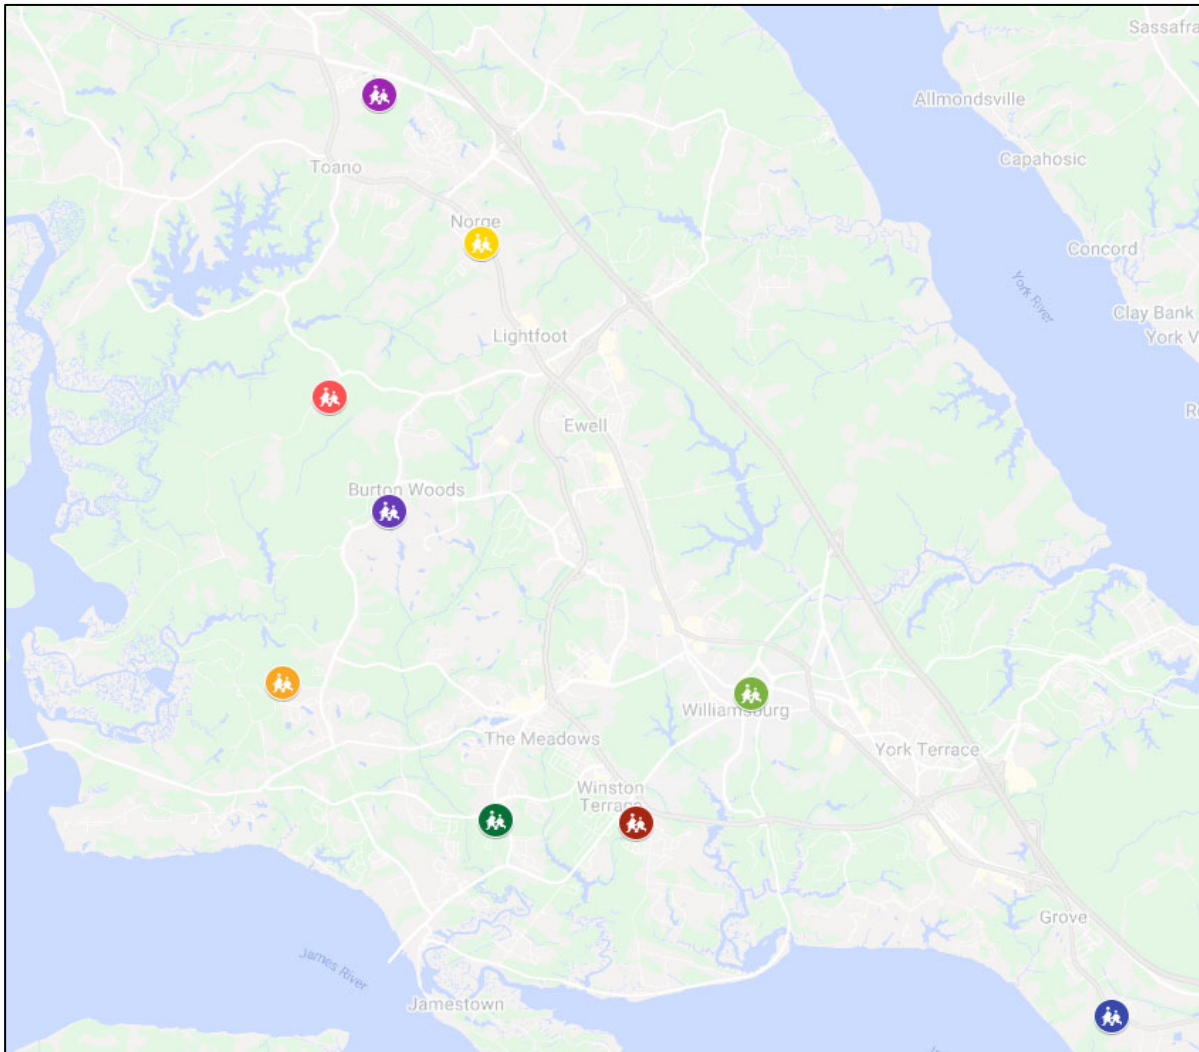 Sassafra
Allmondsville
Capahosic
Toano
Norge
Concord
York River
Clay Bank
York V
Lightfoot
Ewell
Burton Woods
Williamsburg
The Meadows
York Terrace
Winston
Terrace
Grove
James River
Jamestown